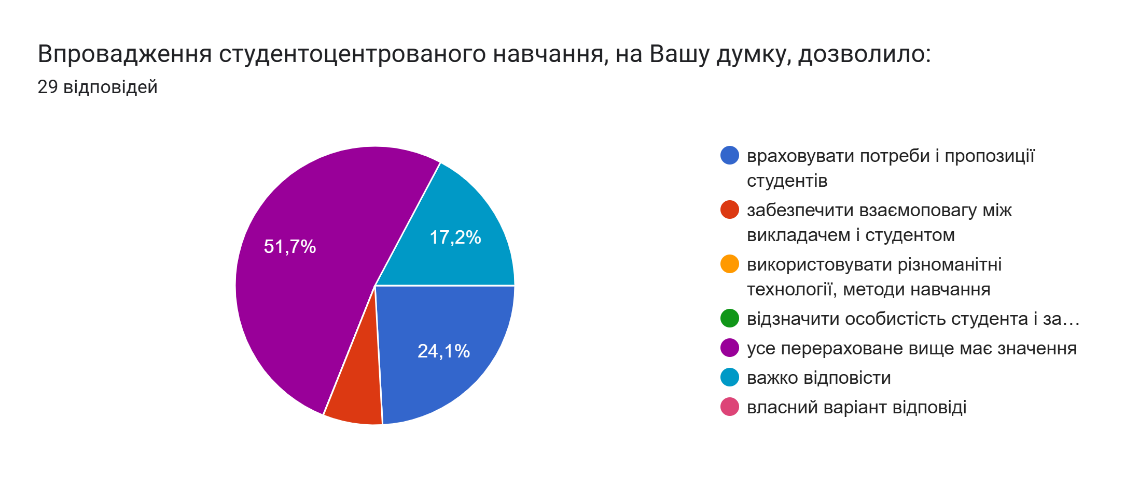 Впровадження студентоцентрованого навчання, на Вашу думку, дозволило:
29 відповідей
51,7%
17,2%
24,1%
враховувати потреби і пропозиції
студентів
забезпечити взаємоповагу між
викладачем і студентом
використовувати різноманітні
технології, методи навчання
відзначити особистість студента і за…
усе перераховане вище має значення
важко відповісти
власний варіант відповіді